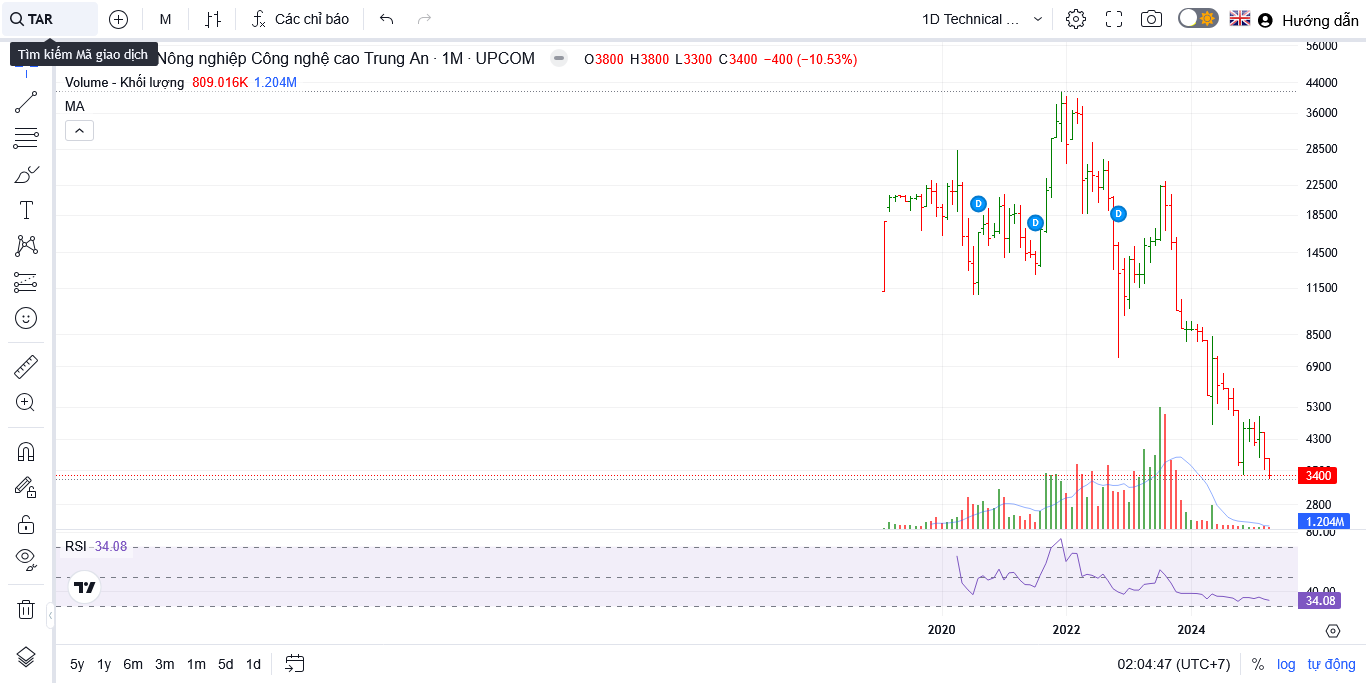 TAR
M
Các chỉ báo
1D Technical ...
Hướng dẫn
Tìm kiếm Mã giao dịch
Nông nghiệp Công nghệ cao Trung An · 1M · UPCOM
O3800 H3800 L3300 C3400 −400 (−10.53%)
Volume - Khối lượng 809.016K 1.204M
MA
56000
44000
36000
28500
22500
18500
14500
11500
8500
6900
5300
4300
3400
2800
1.204M
D
D
D
RSI 34.08
80.00
40.00
34.08
2020
2022
2024
5y 1y 6m 3m 1m 5d 1d
02:04:47 (UTC+7)
% log tự động